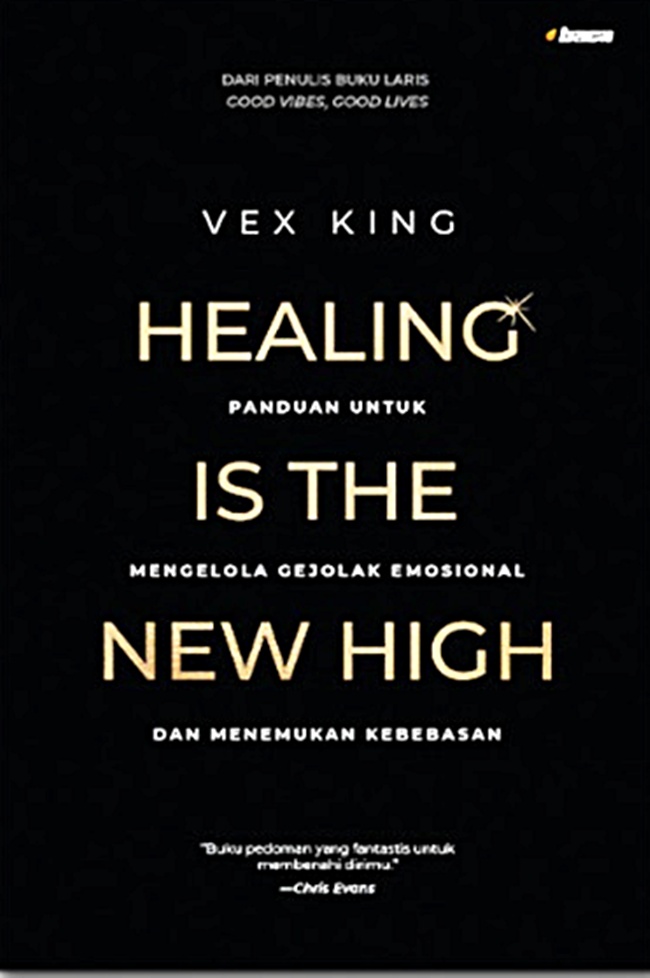 DARI PENULIS BUKU LARIS
GOOD VIBES, GOOD LIVES
VEX KING
HEALING
PANDUAN UNTUK
IS THE
MENGELOLA GEJOLAK EMOSIONAL
NEW HIGH
DAN MENEMUKAN KEBEBASAN
"Buku pedoman yang fantastis untuk
membenahi dirimu."
—Chris Evans